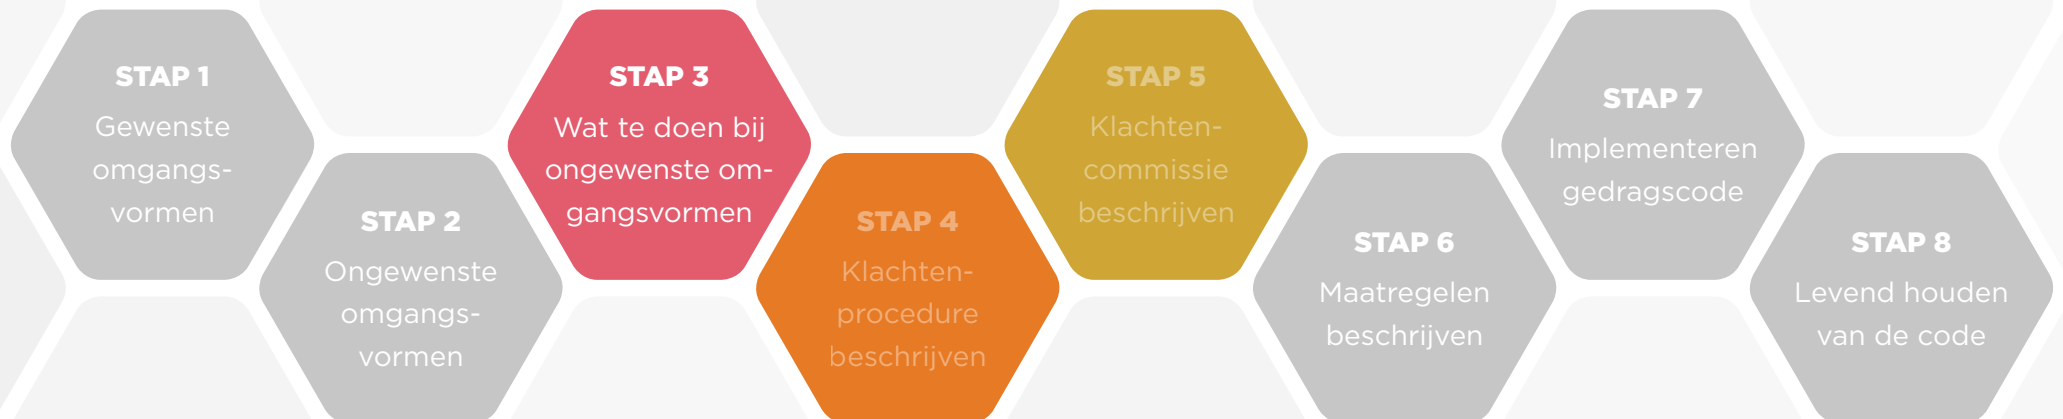 STAP 1
Gewenste
omgangs-
vormen
STAP 2
Ongewenste
omgangs-
vormen
STAP 3
Wat te doen bij
ongewenste om-
gangsvormen
STAP 4
Klachten-
procedure
beschrijven
STAP 5
Klachten-
commissie
beschrijven
STAP 6
Maatregelen
beschrijven
STAP 7
Implementeren
gedragscode
STAP 8
Levend houden
van de code